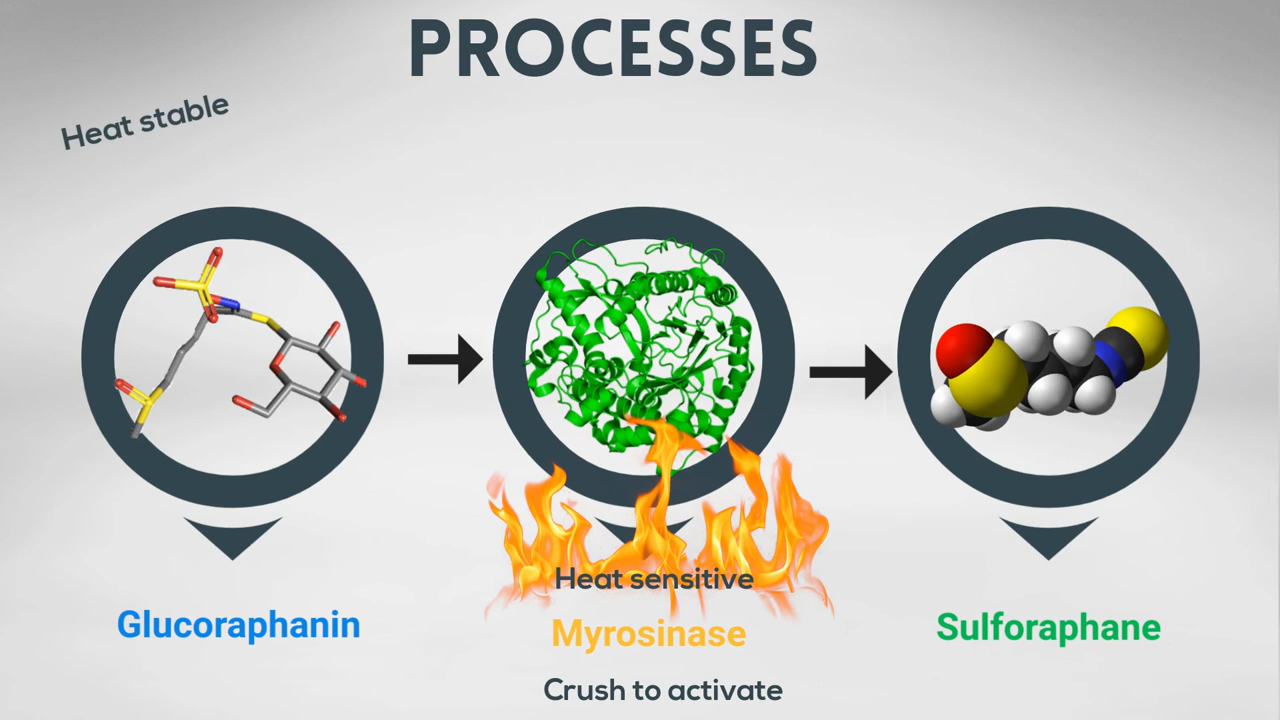 PROCESSES
Heat stable
Heat sensitive
Glucoraphanin
Myrosinase
Sulforaphane
Crush to activate